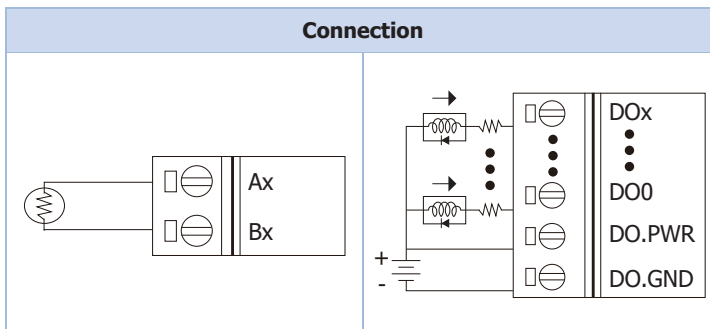 Connection
Ax
Bx
DOx
DO0
DO.PWR
DO.GND
+
-